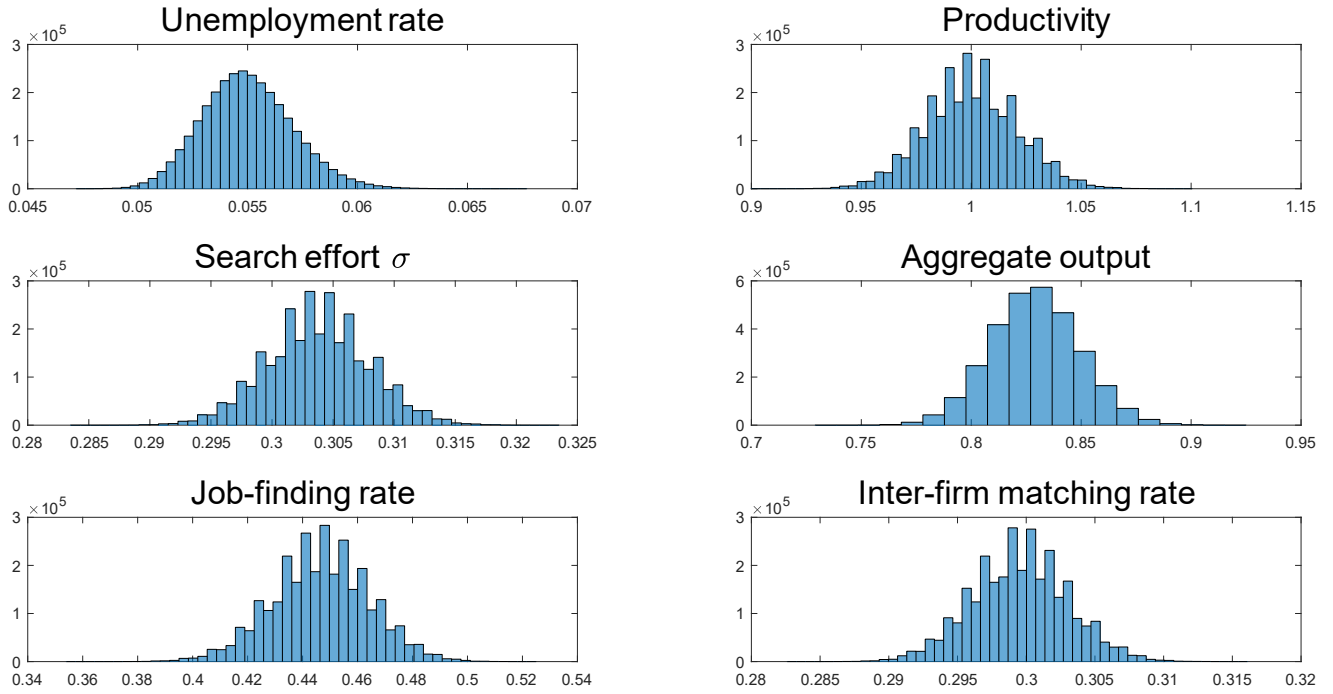 Unemployment rate
× 10^5
3
2
1
0
0.045 0.05 0.055 0.06 0.065 0.07
Productivity
× 10^5
3
2
1
0
0.9 0.95 1 1.05 1.1 1.15
Search effort σ
× 10^5
3
2
1
0
0.28 0.285 0.29 0.295 0.3 0.305 0.31 0.315 0.32 0.325
Aggregate output
× 10^5
6
4
2
0
0.7 0.75 0.8 0.85 0.9 0.95
Job-finding rate
× 10^5
3
2
1
0
0.34 0.36 0.38 0.4 0.42 0.44 0.46 0.48 0.5 0.52 0.54
Inter-firm matching rate
× 10^5
3
2
1
0
0.28 0.285 0.29 0.295 0.3 0.305 0.31 0.315 0.32